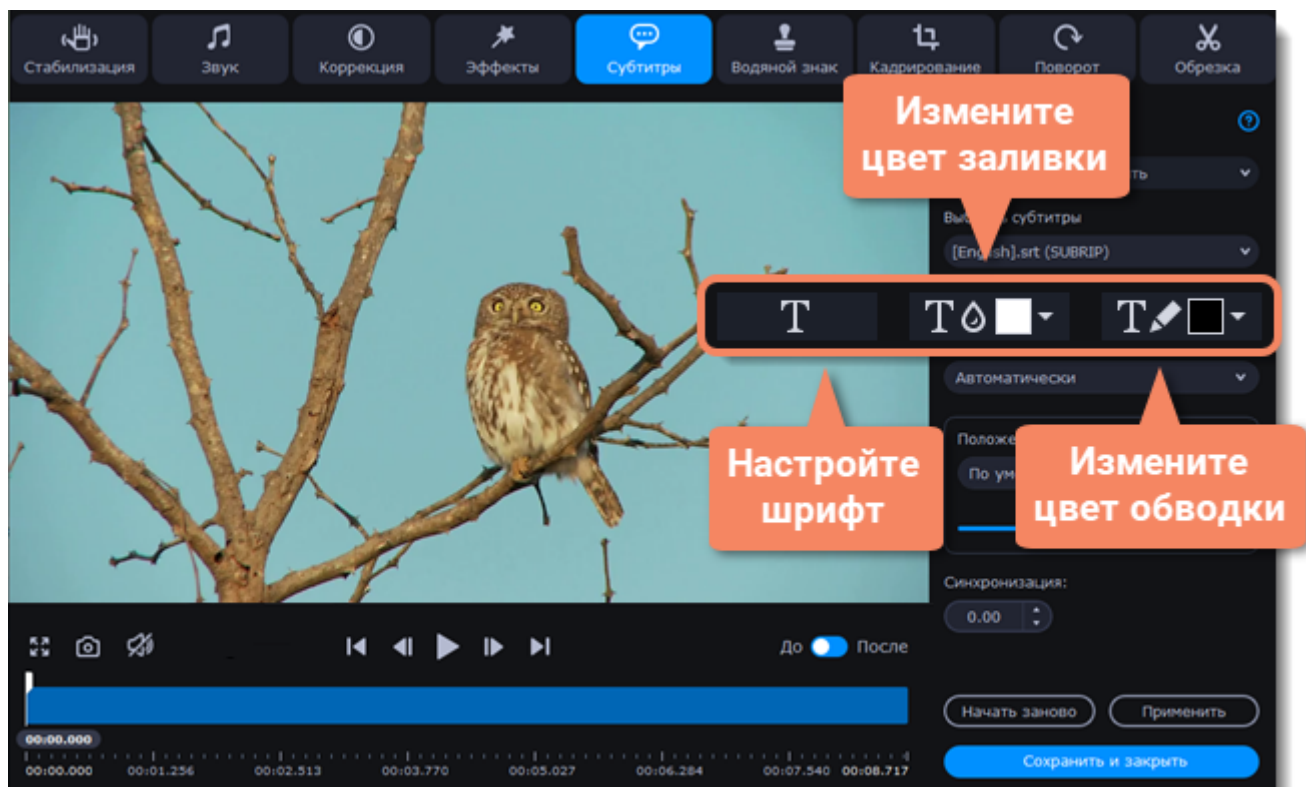 Стабилизация
Звук
Коррекция
Эффекты
Субтитры
Водяной знак
Кадрирование
Поворот
Обрезка
Измените
цвет заливки
субтитры
[English].srt (SUBRIP)
T
T
T
Автоматически
Настройте
шрифт
Измените
цвет обводки
По
Синхронизация:
0.00
До
После
Начать заново
Применить
Сохранить и закрыть
00:00.000
00:00.000
00:01.256
00:02.513
00:03.770
00:05.027
00:06.284
00:07.540
00:08.717